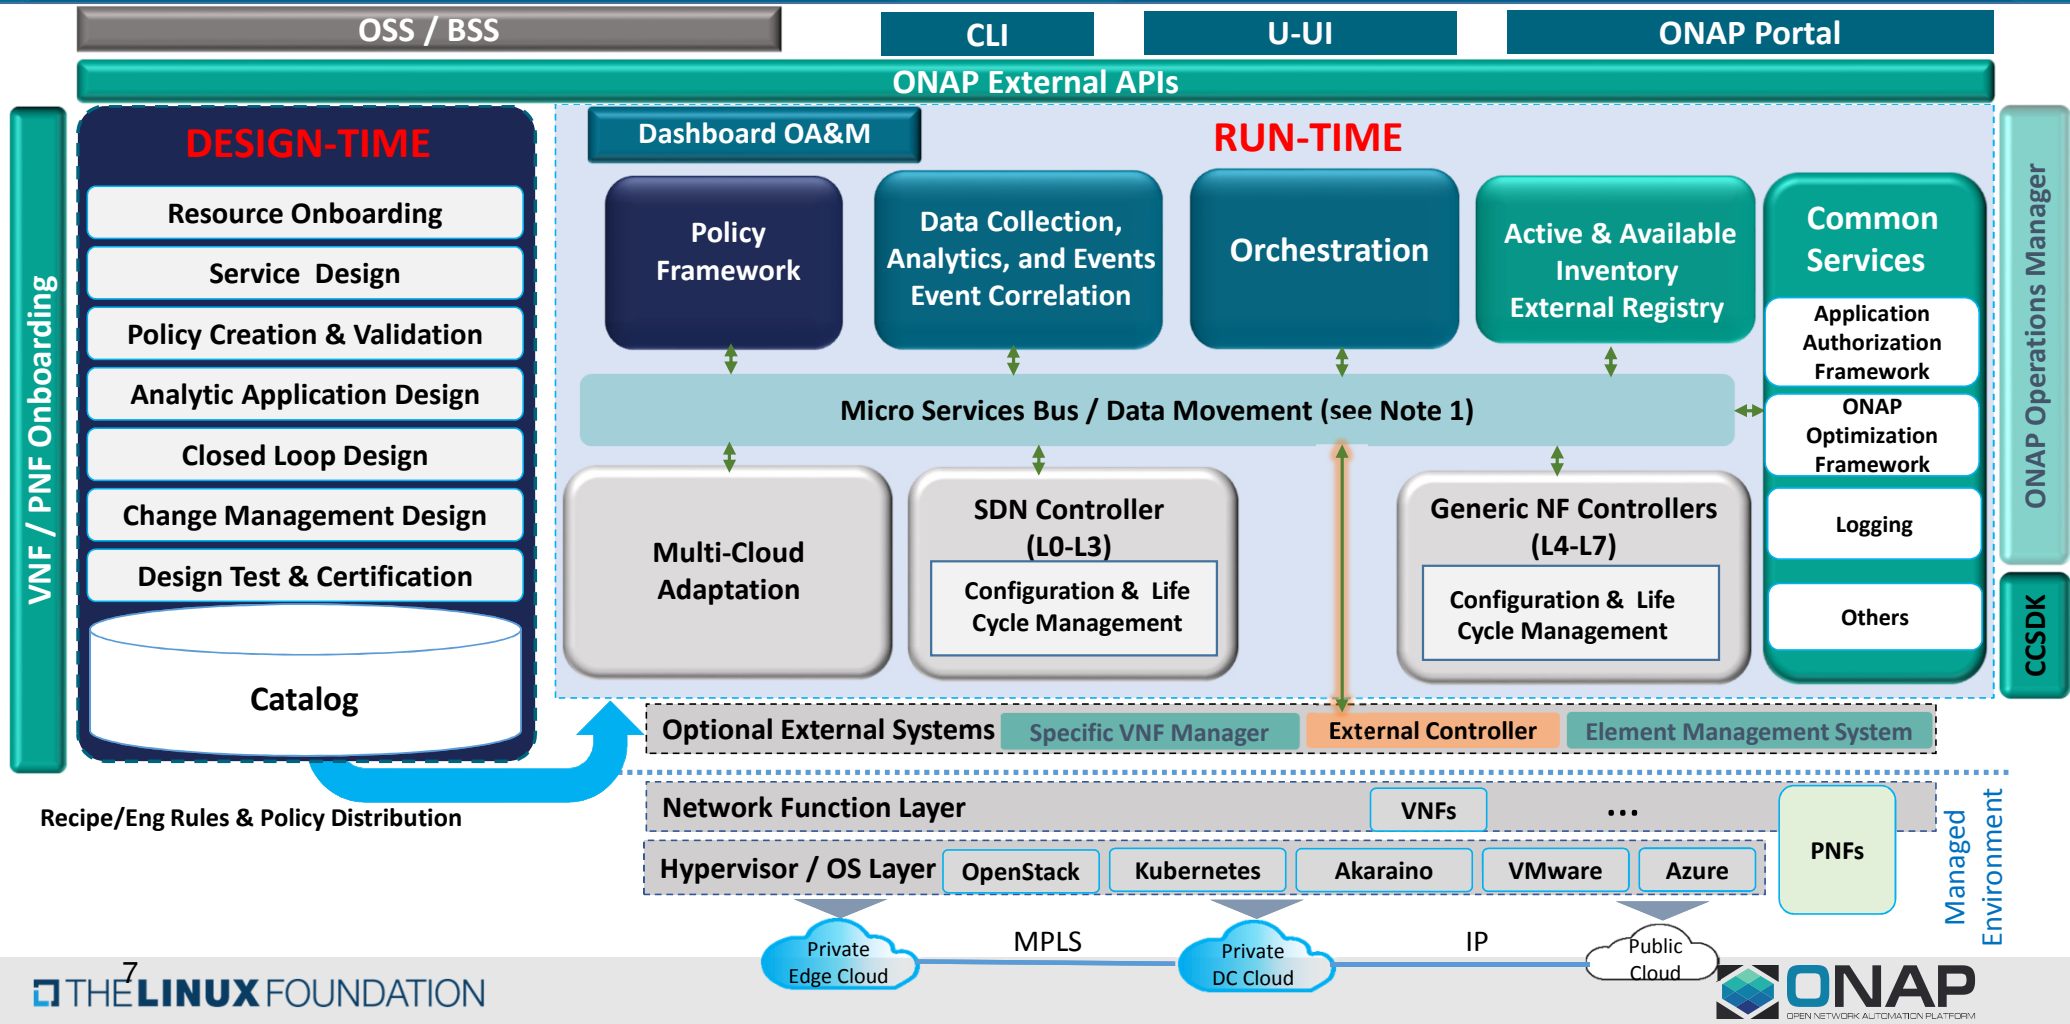 OSS / BSS
CLI
U-UI
ONAP Portal
ONAP External APIs
VNF / PNF Onboarding
DESIGN-TIME
Resource Onboarding
Service Design
Policy Creation & Validation
Analytic Application Design
Closed Loop Design
Change Management Design
Design Test & Certification
Catalog
Recipe/Eng Rules & Policy Distribution
Dashboard OA&M
RUN-TIME
Policy
Framework
Data Collection,
Analytics, and Events
Event Correlation
Orchestration
Active & Available
Inventory
External Registry
Common
Services
Application
Authorization
Framework
ONAP
Optimization
Framework
Logging
Others
Micro Services Bus / Data Movement (see Note 1)
Multi-Cloud
Adaptation
SDN Controller
(L0-L3)
Configuration & Life
Cycle Management
Generic NF Controllers
(L4-L7)
Configuration & Life
Cycle Management
ONAP Operations Manager
CCSDK
Optional External Systems
Specific VNF Manager
External Controller
Element Management System
Network Function Layer
VNFs
...
PNFs
Hypervisor / OS Layer
OpenStack
Kubernetes
Akaraino
VMware
Azure
Managed
Environment
Private
Edge Cloud
MPLS
Private
DC Cloud
IP
Public
Cloud
7
THE LINUX FOUNDATION
ONAP
OPEN NETWORK AUTOMATION PLATFORM